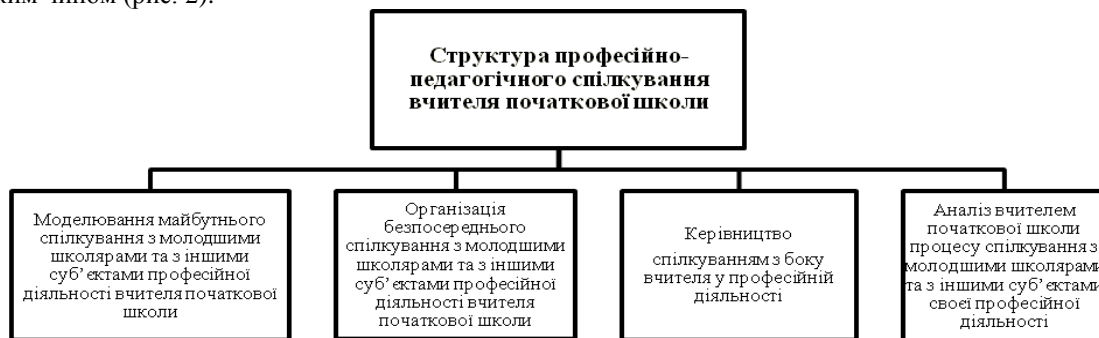 чином (рис. 2).
Структура професійно-
педагогічного спілкування
вчителя початкової школи
Моделювання майбутнього
спілкування з молодшими
школярами та з іншими
суб’єктами професійної
діяльності вчителя початкової
школи
Організація
безпосереднього
спілкування з молодшими
школярами та з іншими
суб’єктами професійної
діяльності вчителя
початкової школи
Керівництво
спілкуванням з боку
вчителя у професійній
діяльності
Аналіз вчителем
початкової школи
процесу спілкування з
молодшими школярами
та з іншими суб’єктами
своєї професійної
діяльності